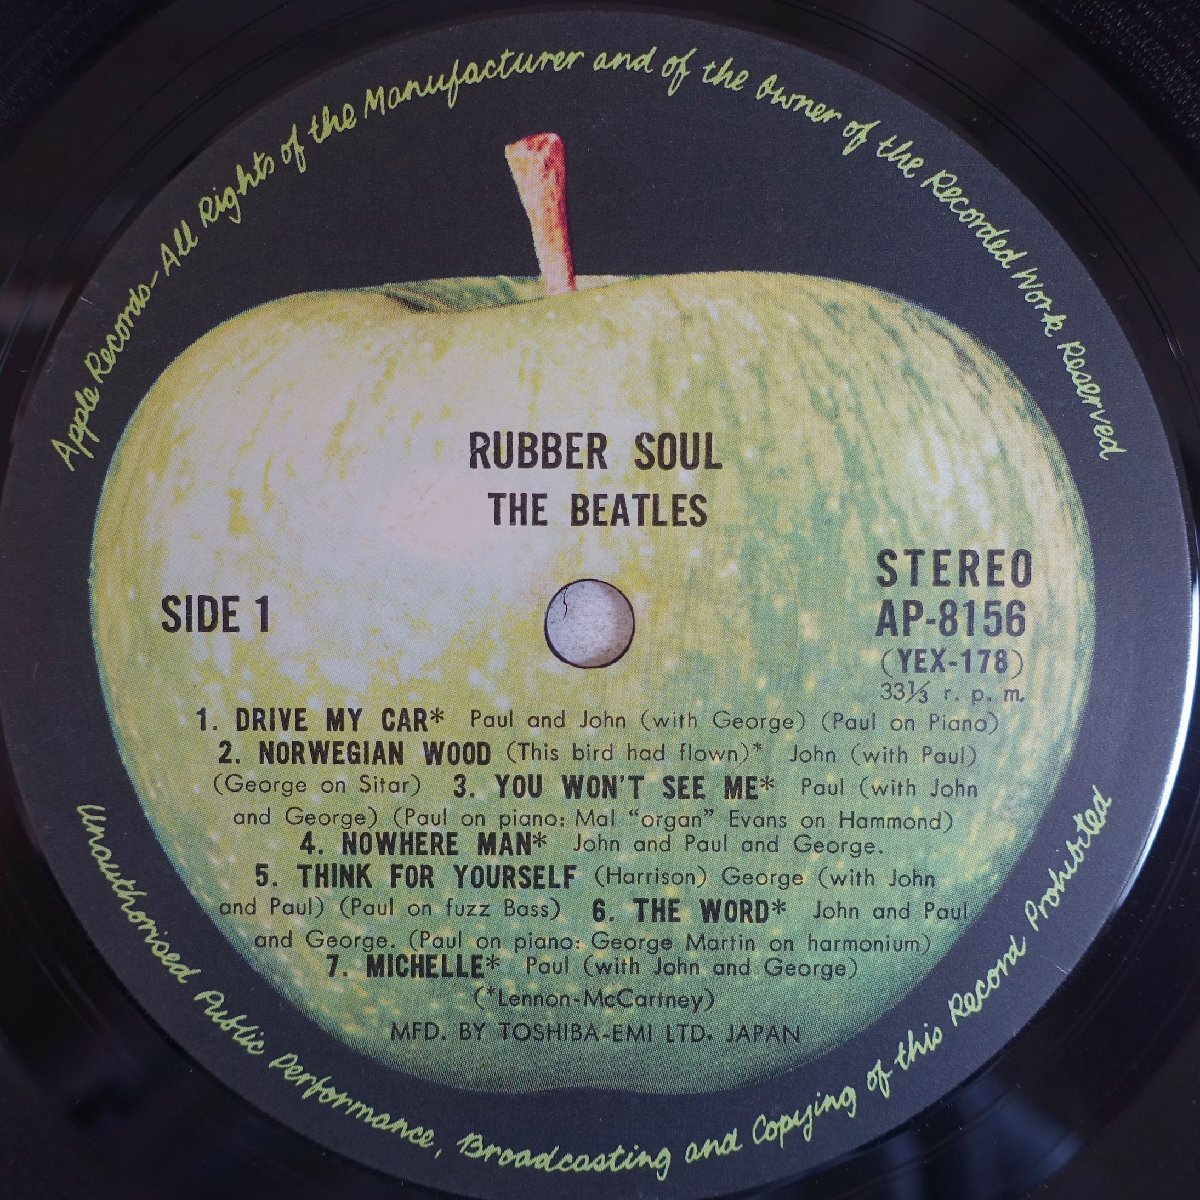 Apple Records – All Rights of the Manufacturer and of the Owner of the Recorded Work Reserved
RUBBER SOUL
THE BEATLES
STEREO
SIDE 1
AP-8156
(YEX-178)
33⅓ r. p. m.
1. DRIVE MY CAR* Paul and John (with George) (Paul on Piano)
2. NORWEGIAN WOOD (This bird had flown)* John (with Paul)
(George on Sitar) 3. YOU WON'T SEE ME* Paul (with John
and George) (Paul on piano: Mal “organ” Evans on Hammond)
4. NOWHERE MAN* John and Paul and George.
5. THINK FOR YOURSELF (Harrison) George (with John
and Paul) (Paul on fuzz Bass) 6. THE WORD* John and Paul
and George. (Paul on piano: George Martin on harmonium)
7. MICHELLE* Paul (with John and George)
(*Lennon-McCartney)
MFD. BY TOSHIBA-EMI LTD. JAPAN
Unauthorised Public Performance, Broadcasting and Copying of this Record Prohibited